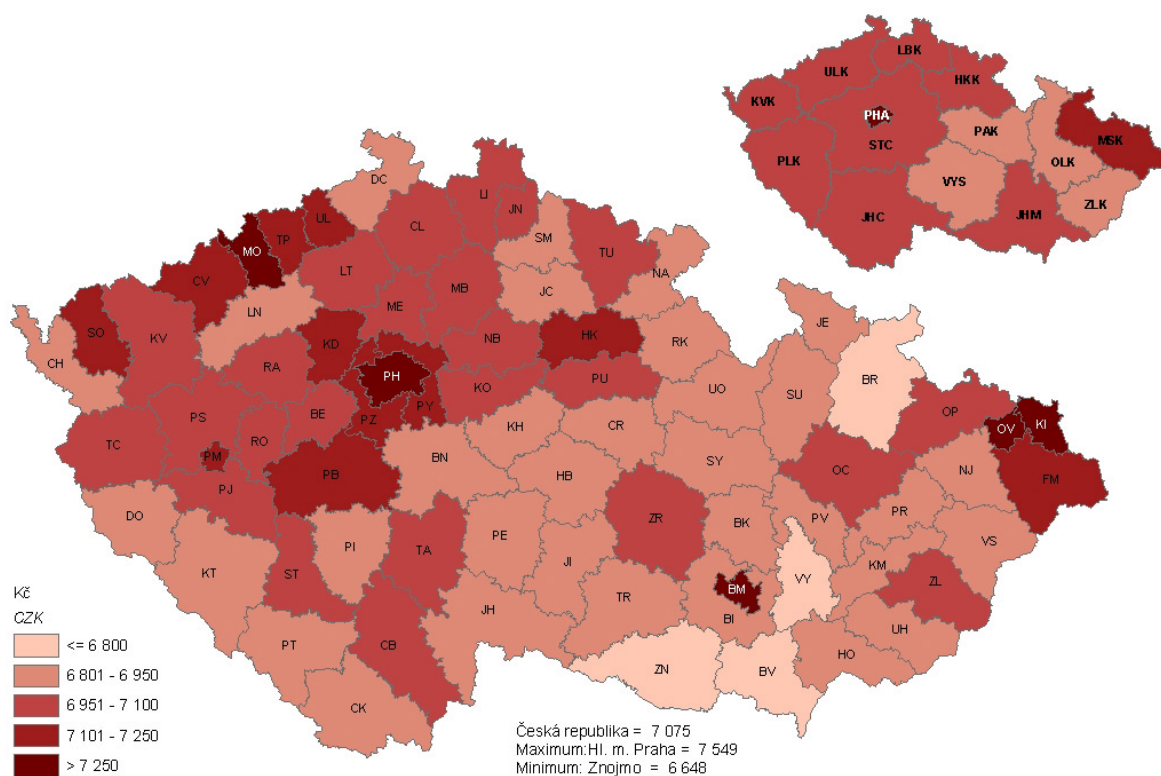 LBK
ULK
HKK
KVK
PHA
PAK
MSK
STC
PLK
OLK
VYS
ZLK
JHC
JHM
DC
LI
JN
UL
CL
SM
TP
MO
TU
LT
NA
CV
MB
JC
ME
LN
JE
SO
KV
HK
NB
KD
RK
CH
RA
PH
BR
KO
PU
UO
SU
PY
BE
OP
PS
PZ
KI
KH
CR
OV
RO
TC
PM
BN
SY
HB
OC
NJ
PB
FM
PJ
DO
ZR
BK
PV
PR
PE
VS
PI
TA
JI
KM
KT
ST
VY
ZL
BM
TR
JH
BI
UH
PT
CB
HO
ZN
BV
CK
Kč
CZK
<= 6 800
6 801 - 6 950
6 951 - 7 100
7 101 - 7 250
> 7 250
Česká republika = 7 075
Maximum:Hl. m. Praha = 7 549
Minimum: Znojmo = 6 648